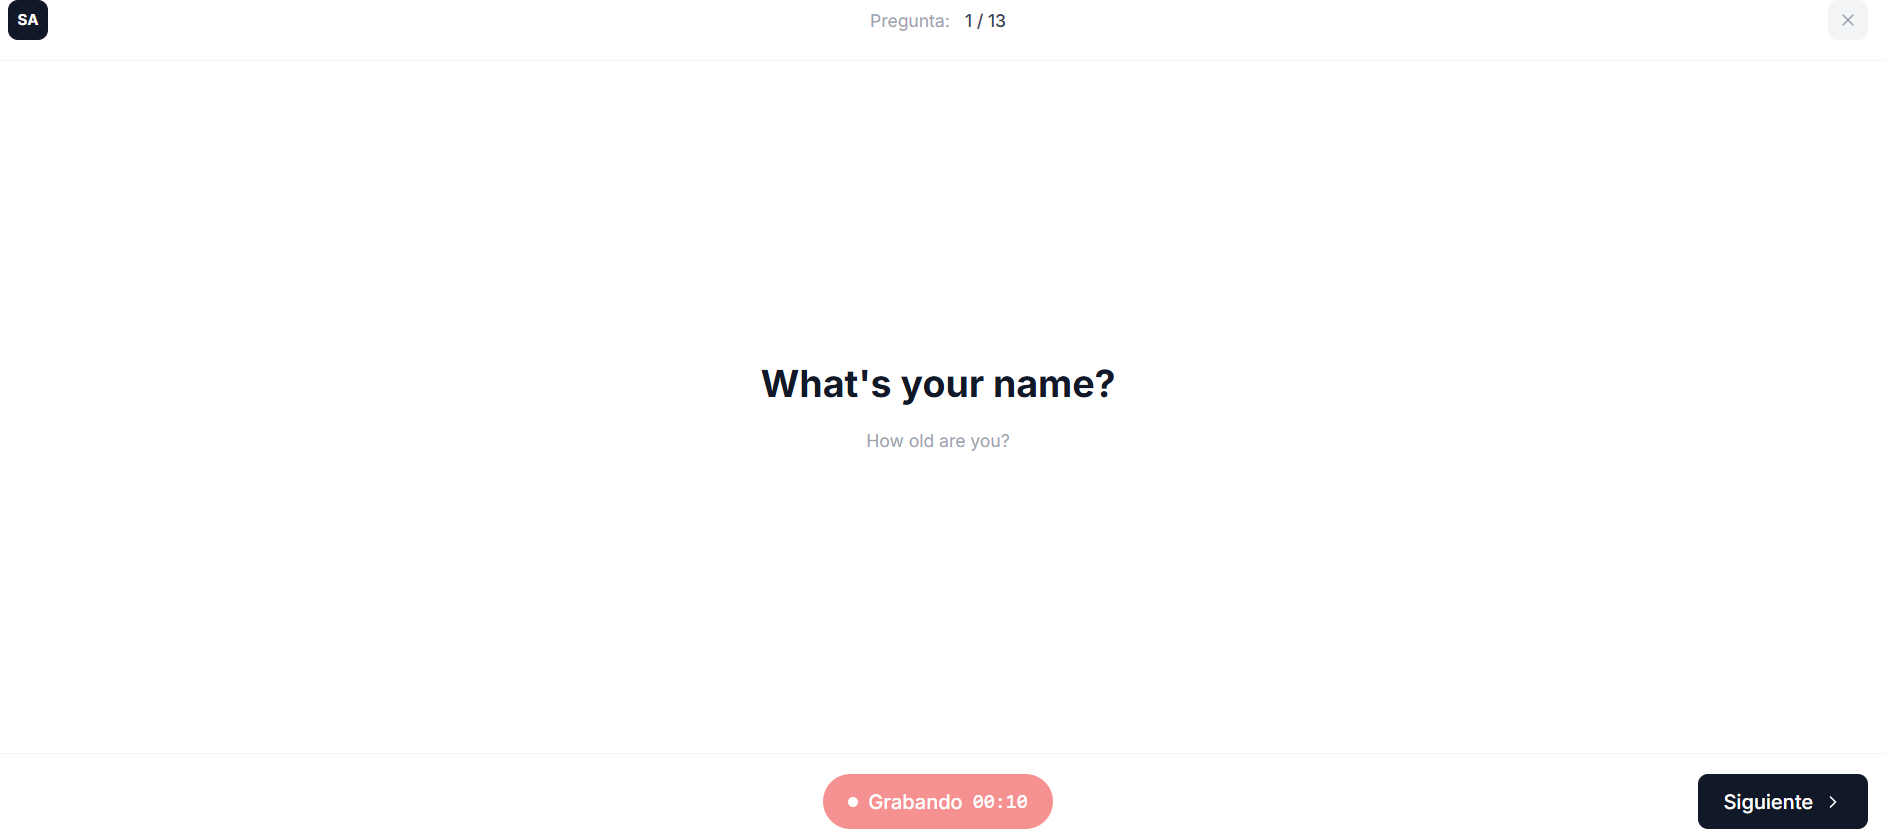 SA
Pregunta: 1 / 13
What's your name?
How old are you?
Grabando 00:10
Siguiente